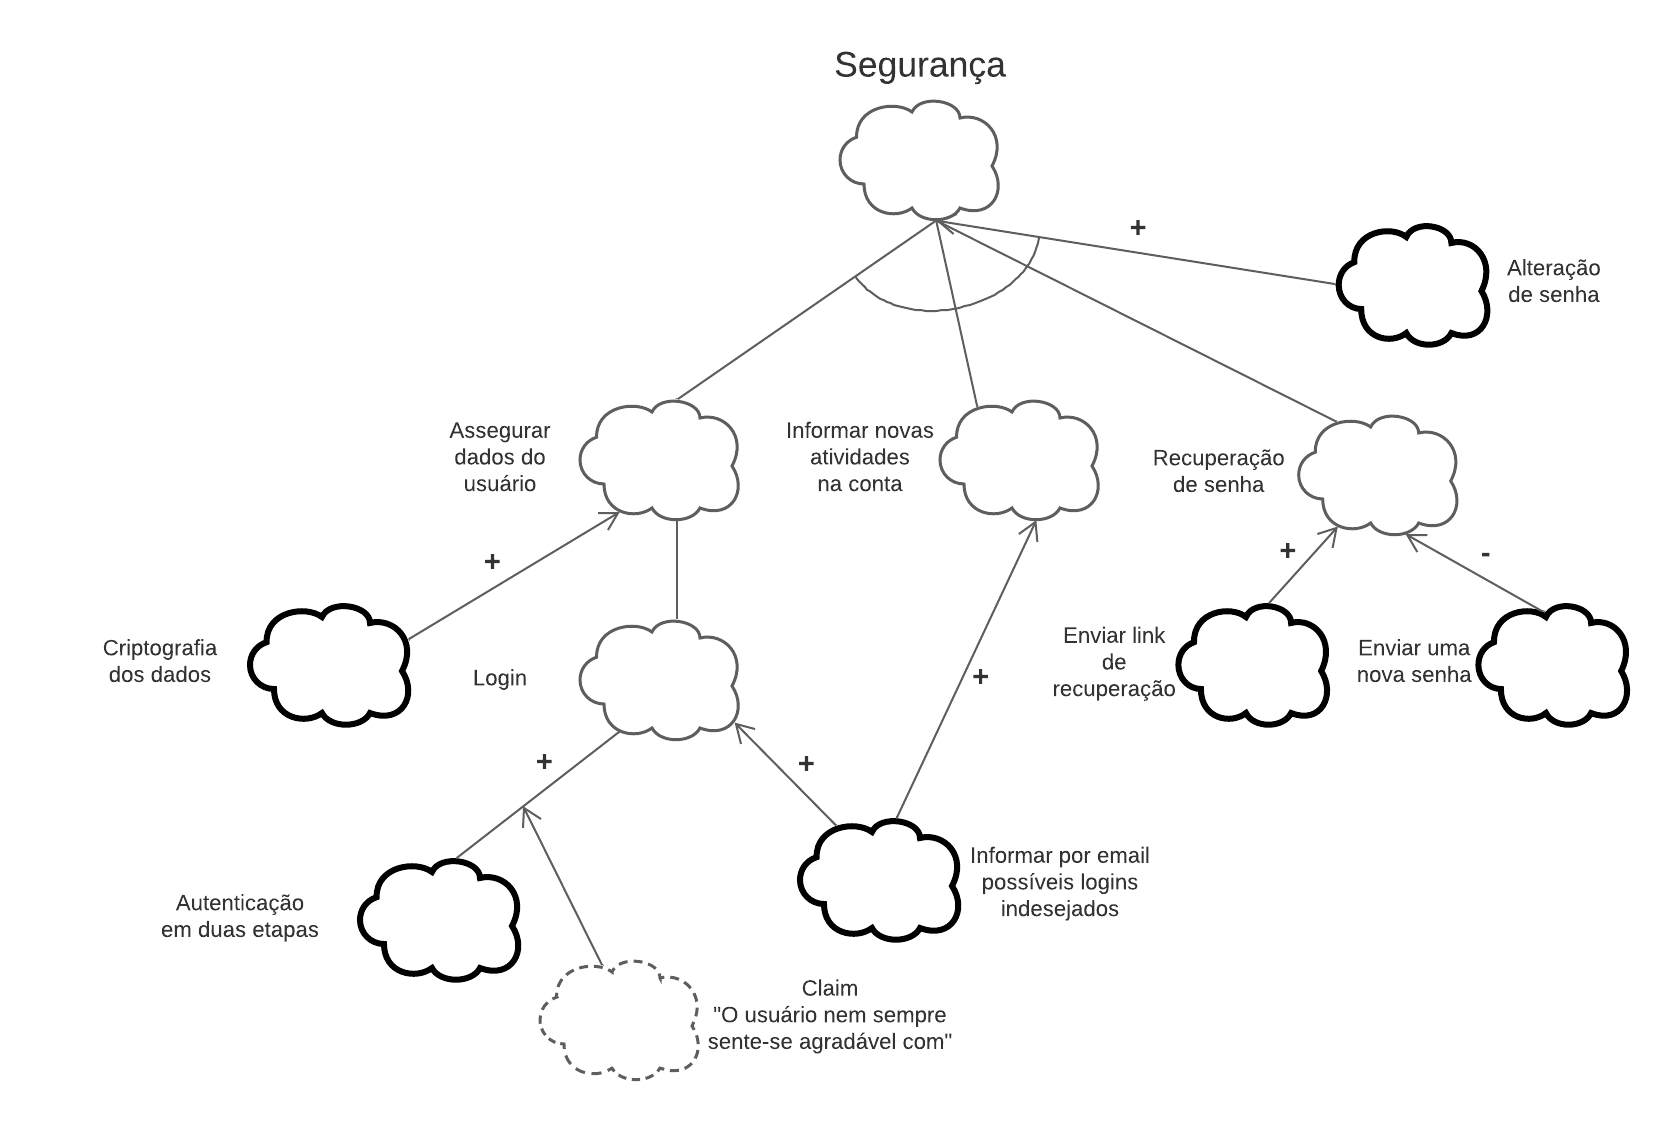 Segurança
+
Alteração
de senha
Assegurar
dados do
usuário
Informar novas
atividades
na conta
Recuperação
de senha
+
+
-
Criptografia
dos dados
Login
+
Enviar link
de
recuperação
Enviar uma
nova senha
+
+
Autenticação
em duas etapas
Informar por email
possíveis logins
indesejados
Claim
"O usuário nem sempre
sente-se agradável com"